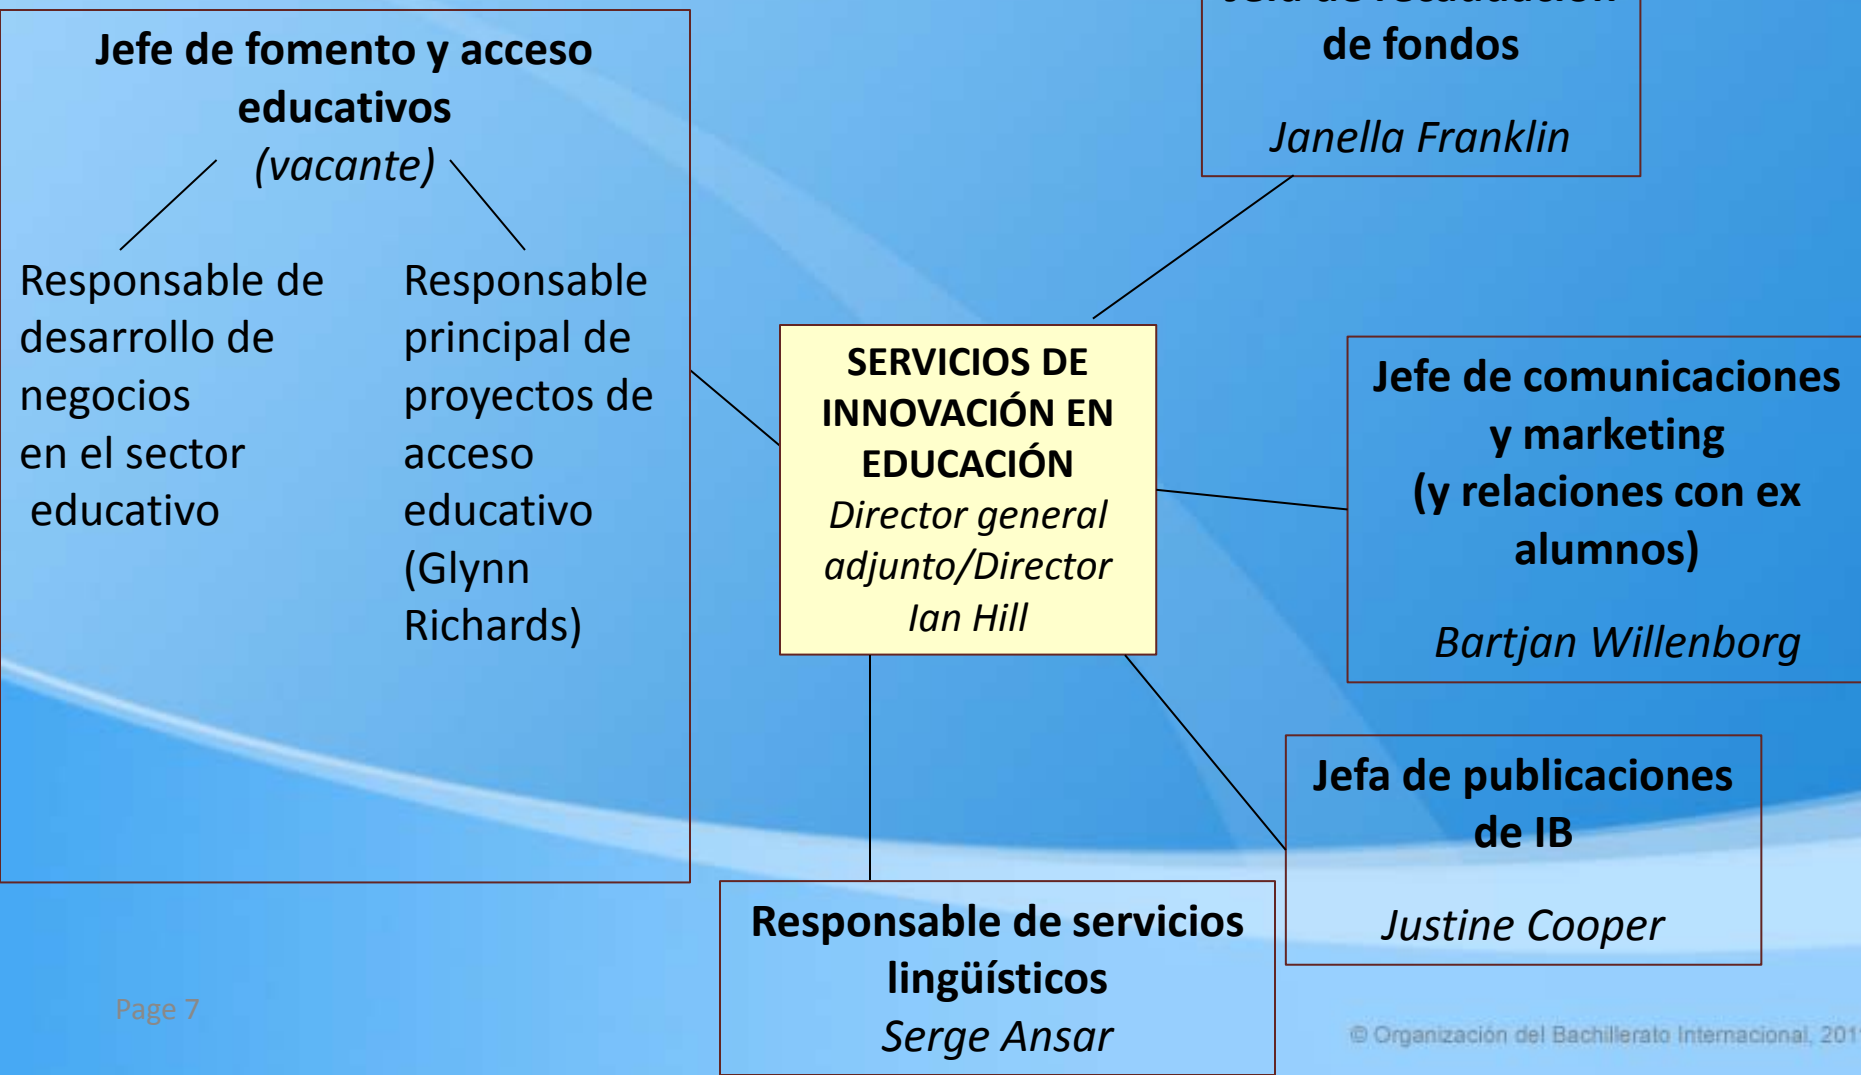 Jefe de fomento y acceso
educativos
(vacante)
Responsable de
desarrollo de
negocios
en el sector
educativo
Responsable
principal de
proyectos de
acceso
educativo
(Glynn
Richards)
de fondos
Janella Franklin
SERVICIOS DE
INNOVACIÓN EN
EDUCACIÓN
Director general
adjunto/Director
Ian Hill
Jefe de comunicaciones
y marketing
(y relaciones con ex
alumnos)
Bartjan Willenborg
Jefa de publicaciones
de IB
Justine Cooper
Responsable de servicios
lingüísticos
Serge Ansar
Page 7
© Organización del Bachillerato Internacional,